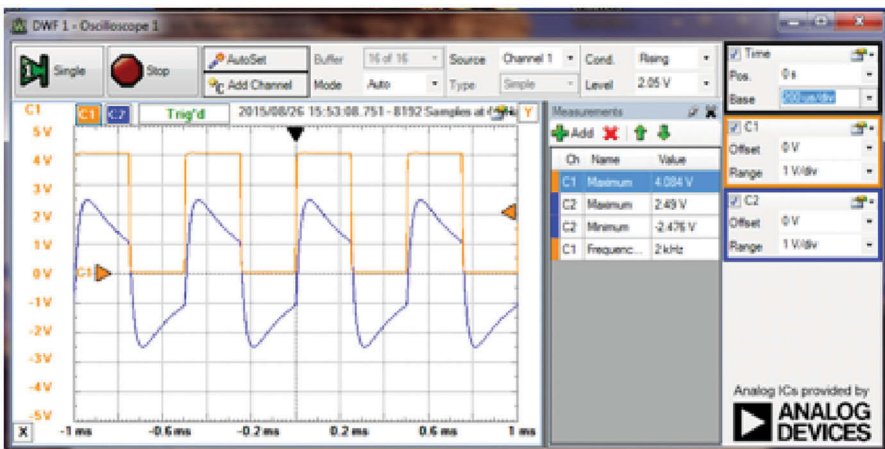 DWF 1 - Oscilloscope 1
Single
Stop
AutoSet
Add Channel
Buffer 16 of 16
Mode Auto
Source Channel 1
Type Simple
Cond. Rising
Level 2.05 V
Time
Pos. 0 s
Base 200 us/div
C1
Offset 0 V
Range 1 V/div
C2
Offset 0 V
Range 1 V/div
C1
C1 C2 Trig'd 2015/08/26 15:53:08.751 - 8192 Samples at Y
5 V
4 V
3 V
2 V
1 V
0 V
C1
-1 V
-2 V
-3 V
-4 V
-5 V
X
-1 ms -0.6 ms -0.2 ms 0.2 ms 0.6 ms 1 ms
Measurements
Add
Ch Name Value
C1 Maximum 4.084 V
C2 Maximum 2.49 V
C2 Minimum -2.476 V
C1 Frequenc... 2 kHz
Analog ICs provided by
ANALOG
DEVICES